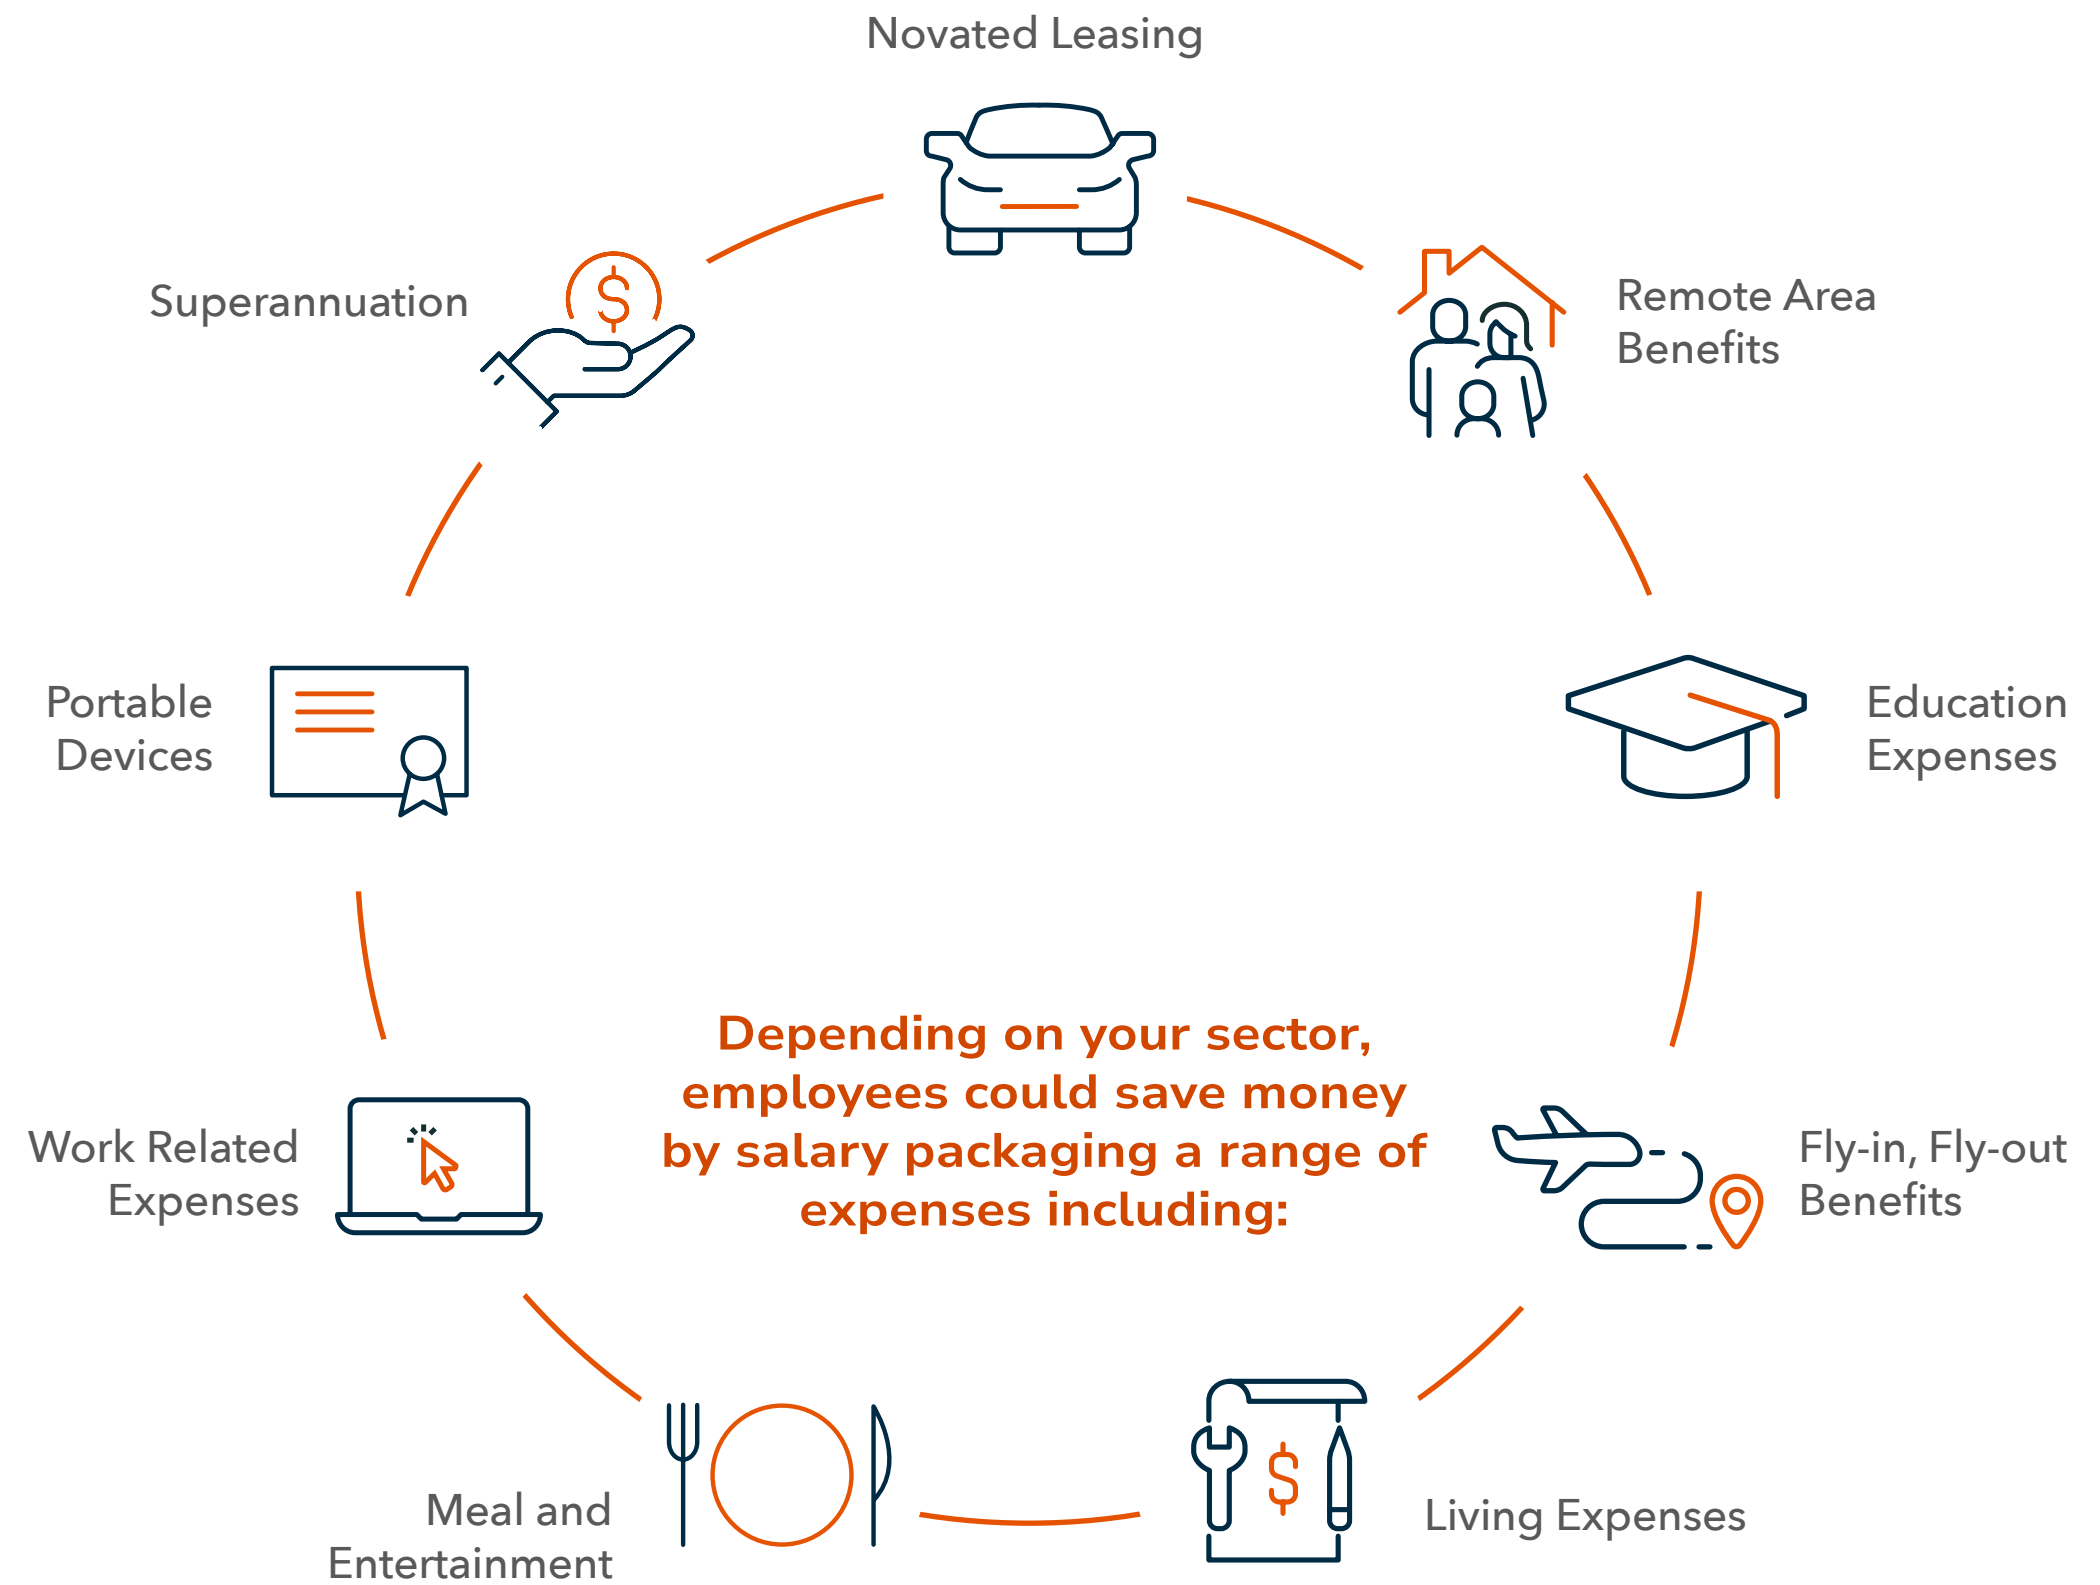 Novated Leasing
Superannuation
Remote Area
Benefits
Portable
Devices
Education
Expenses
Depending on your sector,
employees could save money
by salary packaging a range of
expenses including:
Work Related
Expenses
Fly-in, Fly-out
Benefits
$
$
Meal and
Entertainment
Living Expenses